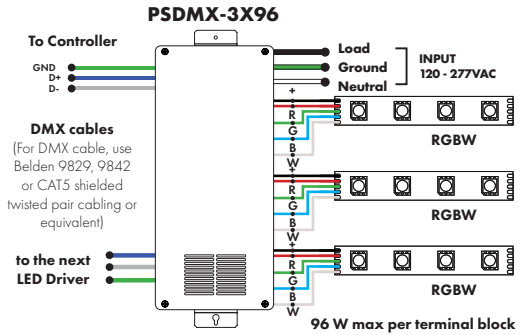 PSDMX-3X96
To Controller
GND
D+
D-
DMX cables
(For DMX cable, use
Belden 9829, 9842
or CAT5 shielded
twisted pair cabling or
equivalent)
to the next
LED Driver
Load
Ground
Neutral
INPUT
120 - 277VAC
+
R
G
B
W
RGBW
+
R
G
B
W
RGBW
+
R
G
B
W
RGBW
96 W max per terminal block